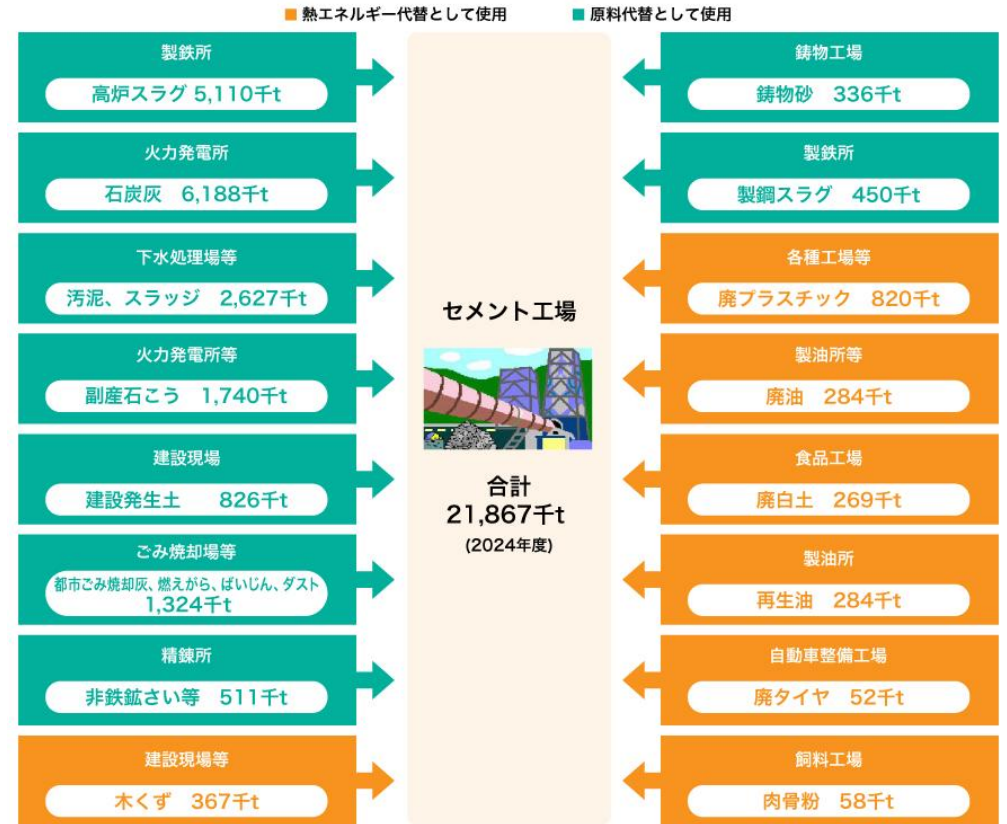 ■ 熱エネルギー代替として使用 ■ 原料代替として使用
製鉄所
高炉スラグ 5,110千t
火力発電所
石炭灰 6,188千t
下水処理場等
汚泥、スラッジ 2,627千t
火力発電所等
副産石こう 1,740千t
建設現場
建設発生土 826千t
ごみ焼却場等
都市ごみ焼却灰、燃えがら、ばいじん、ダスト
1,324千t
精錬所
非鉄鉱さい等 511千t
建設現場等
木くず 367千t
セメント工場
合計
21,867千t
(2024年度)
鋳物工場
鋳物砂 336千t
製鉄所
製鋼スラグ 450千t
各種工場等
廃プラスチック 820千t
製油所等
廃油 284千t
食品工場
廃白土 269千t
製油所
再生油 284千t
自動車整備工場
廃タイヤ 52千t
飼料工場
肉骨粉 58千t